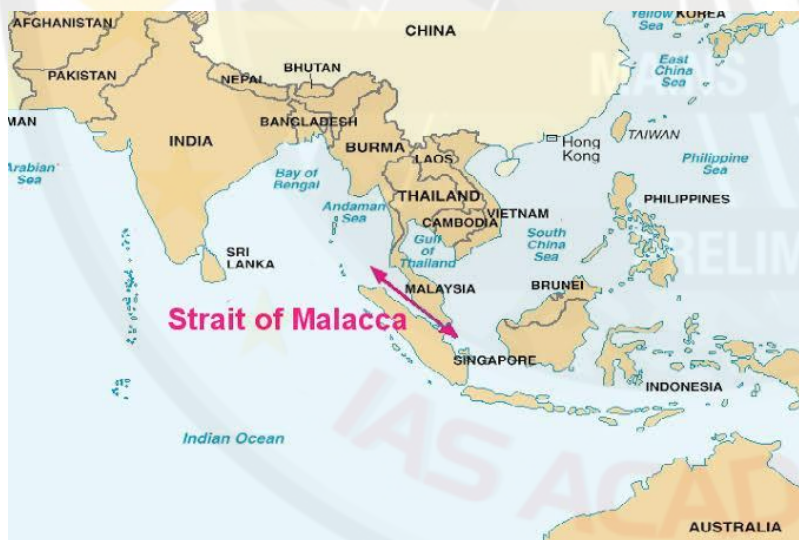 AFGHANISTAN
PAKISTAN
MAN
NEPAL
BHUTAN
BANGLADESH
INDIA
BURMA
CHINA
Yellow
Sea
KOREA
East
China
Sea
MAINS
Arabian
Sea
Bay of
Bengal
Andaman
Sea
LAOS
THAILAND
CAMBODIA
VIETNAM
Hong
Kong
TAIWAN
Philippine
Sea
PHILIPPINES
Gulf
of
Thailand
South
China
Sea
RELIM
SRI
LANKA
MALAYSIA
BRUNEI
Strait of Malacca
SINGAPORE
INDONESIA
Indian Ocean
IAS ACAD
AUSTRALIA